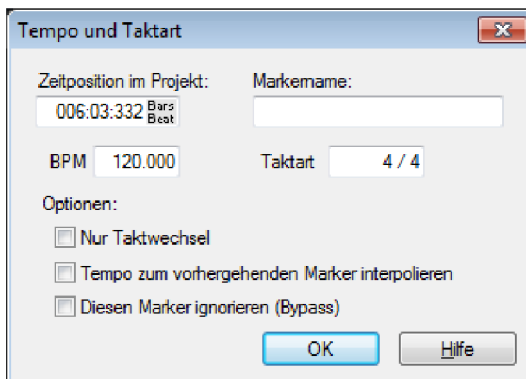 Tempo und Taktart
Zeitposition im Projekt: Markername:
006:03:332 Bars Beat
BPM 120.000 Taktart 4 / 4
Optionen:
Nur Taktwechsel
Tempo zum vorhergehenden Marker interpolieren
Diesen Marker ignorieren (Bypass)
OK Hilfe